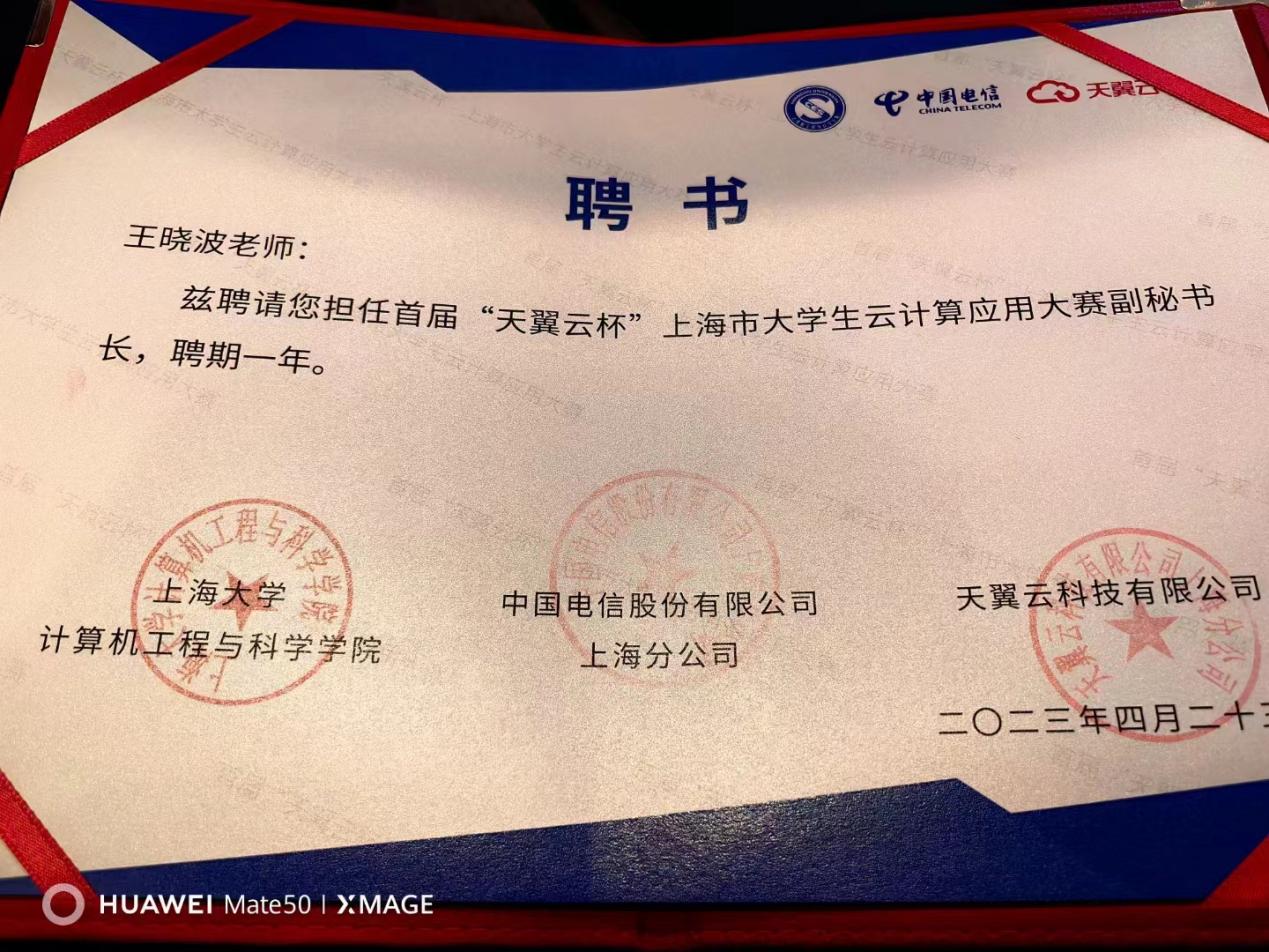 中国电信
CHINA TELECOM
天翼云
聘 书
王晓波老师：
兹聘请您担任首届“天翼云杯”上海市大学生云计算应用大赛副秘书
长，聘期一年。
上海大学
计算机工程与科学学院
中国电信股份有限公司
上海分公司
天翼云科技有限公司
二〇二三年四月二十三
HUAWEI Mate50 | XMAGE